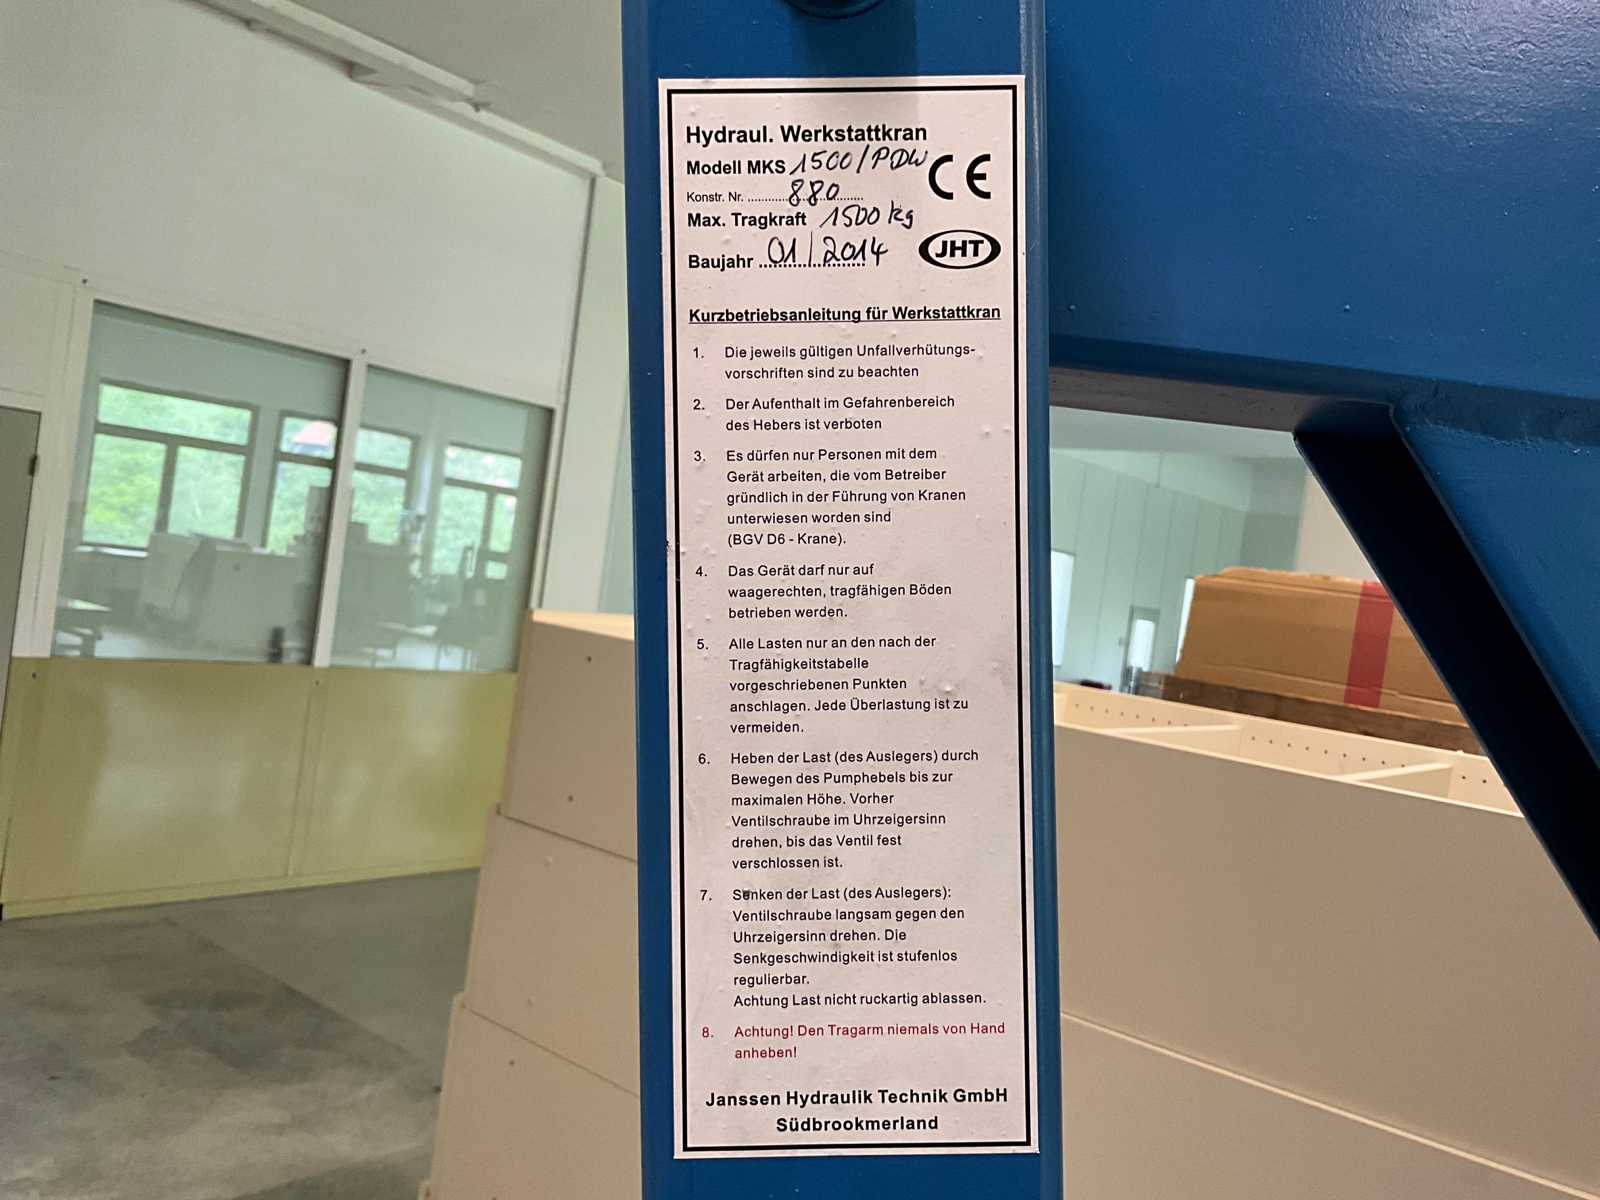 Hydraul. Werkstattkran
Modell MKS 1500/PDW
CE
Konstr. Nr. ............880............
Max. Tragkraft 1500 kg
Baujahr 01/2014
JHT
Kurzbetriebsanleitung für Werkstattkran
1. Die jeweils gültigen Unfallverhütungs-
vorschriften sind zu beachten
2. Der Aufenthalt im Gefahrenbereich
des Hebers ist verboten
3. Es dürfen nur Personen mit dem
Gerät arbeiten, die vom Betreiber
gründlich in der Führung von Kranen
unterwiesen worden sind
(BGV D6 - Krane).
4. Das Gerät darf nur auf
waagerechten, tragfähigen Böden
betrieben werden.
5. Alle Lasten nur an den nach der
Tragfähigkeitstabelle
vorgeschriebenen Punkten
anschlagen. Jede Überlastung ist zu
vermeiden.
6. Heben der Last (des Auslegers) durch
Bewegen des Pumphebels bis zur
maximalen Höhe. Vorher
Ventilschraube im Uhrzeigersinn
drehen, bis das Ventil fest
verschlossen ist.
7. Senken der Last (des Auslegers):
Ventilschraube langsam gegen den
Uhrzeigersinn drehen. Die
Senkgeschwindigkeit ist stufenlos
regulierbar.
Achtung Last nicht ruckartig ablassen.
8. Achtung! Den Tragarm niemals von Hand
anheben!
Janssen Hydraulik Technik GmbH
Südbrookmerland